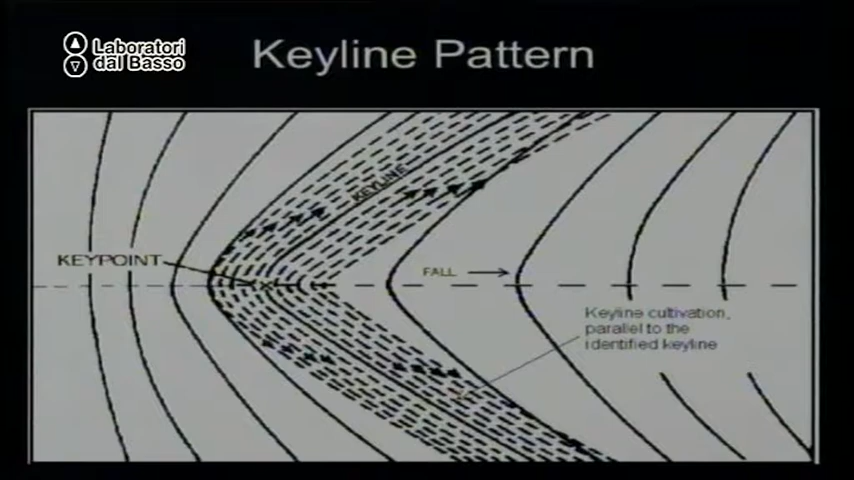 Laboratori
dal Basso
Keyline Pattern
KEYLINE
KEYPOINT
FALL
Keyline cultivation,
parallel to the
identified keyline